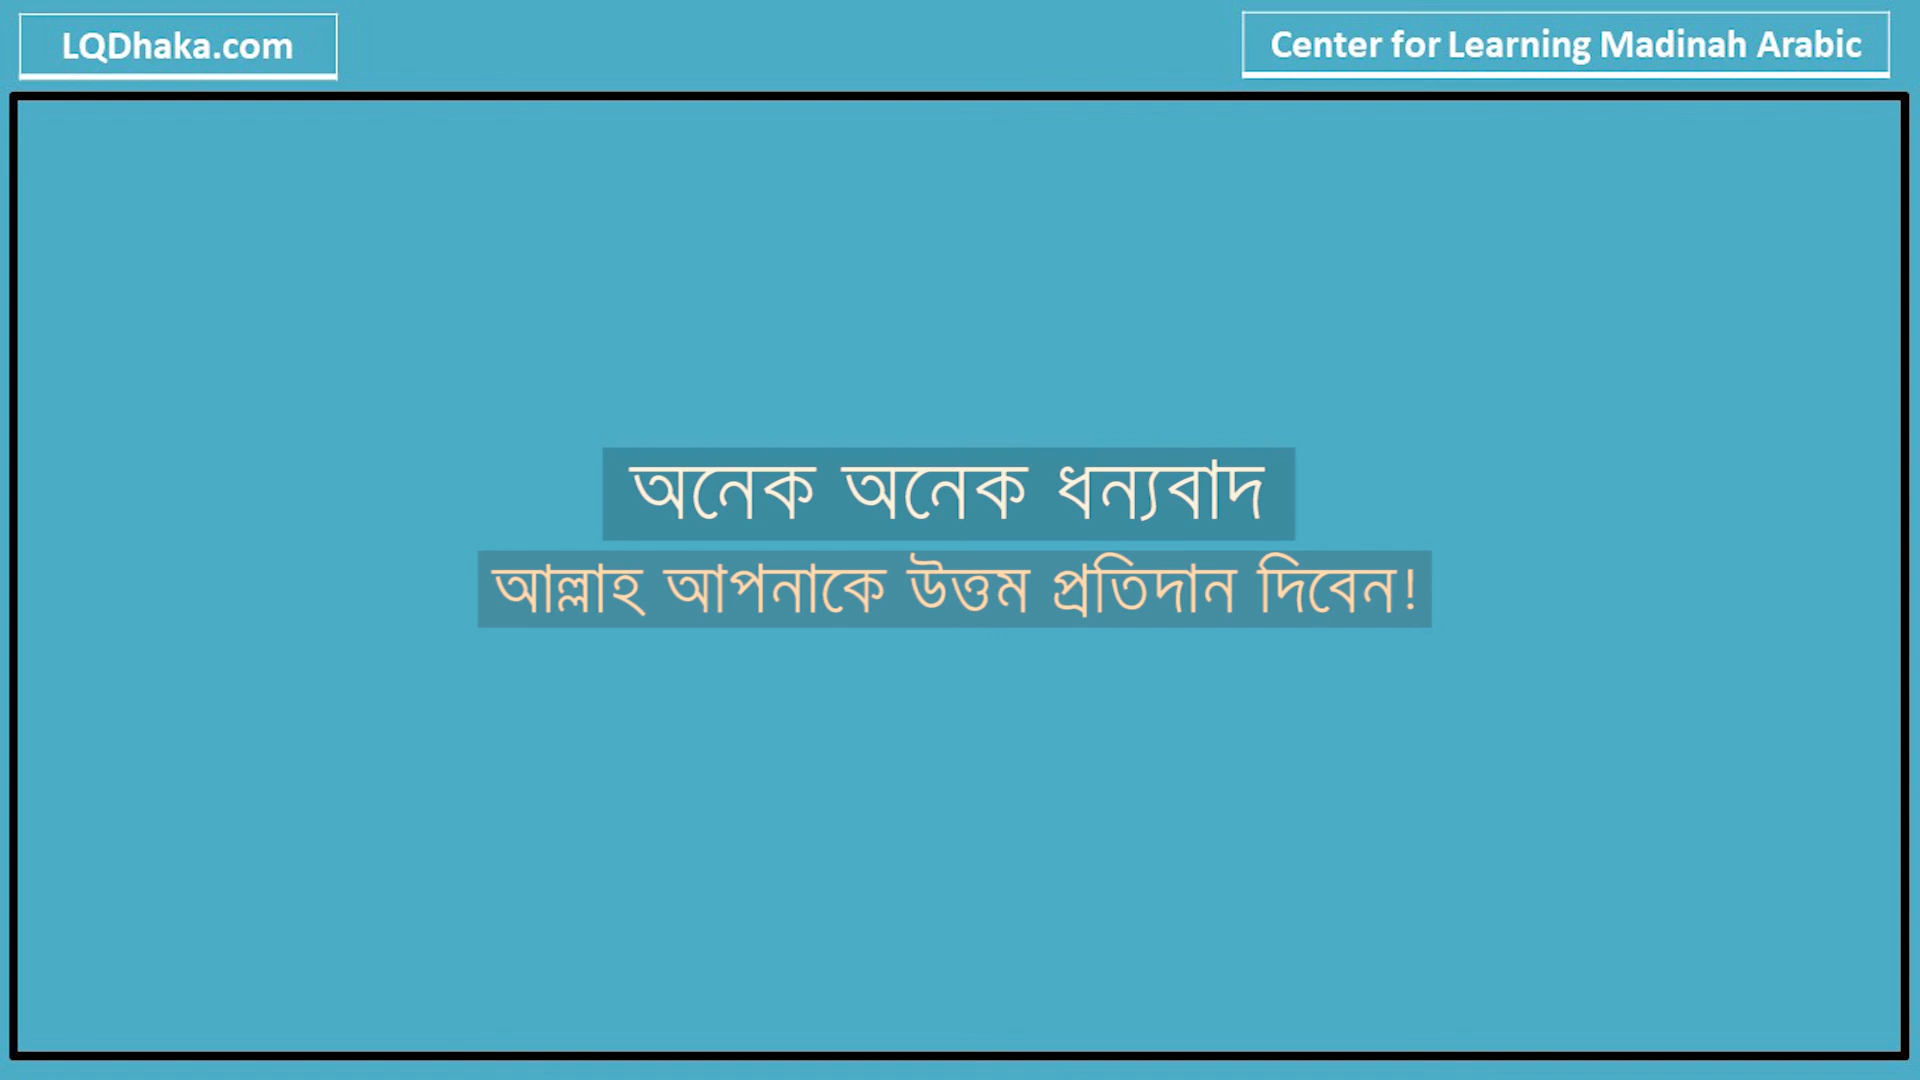 LQDhaka.com
Center for Learning Madinah Arabic
অনেক অনেক ধন্যবাদ
আল্লাহ আপনাকে উত্তম প্রতিদান দিবেন!